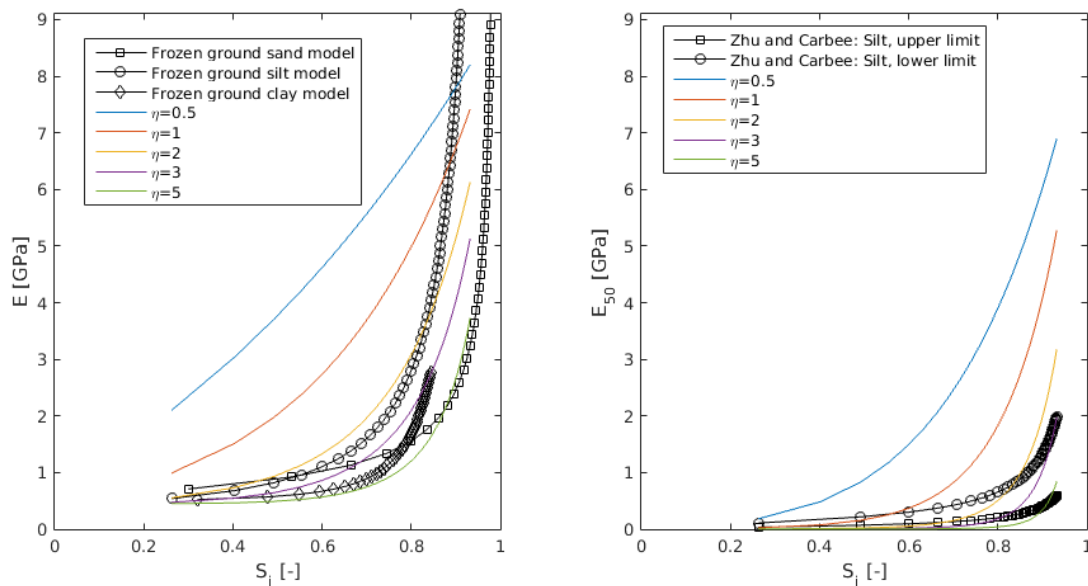 9
8
7
6
5
4
3
2
1
0
E [GPa]
Frozen ground sand model
Frozen ground silt model
Frozen ground clay model
η=0.5
η=1
η=2
η=3
η=5
0 0.2 0.4 0.6 0.8 1
S_i [-]
9
8
7
6
5
4
3
2
1
0
E_50 [GPa]
Zhu and Carbee: Silt, upper limit
Zhu and Carbee: Silt, lower limit
η=0.5
η=1
η=2
η=3
η=5
0 0.2 0.4 0.6 0.8 1
S_i [-]